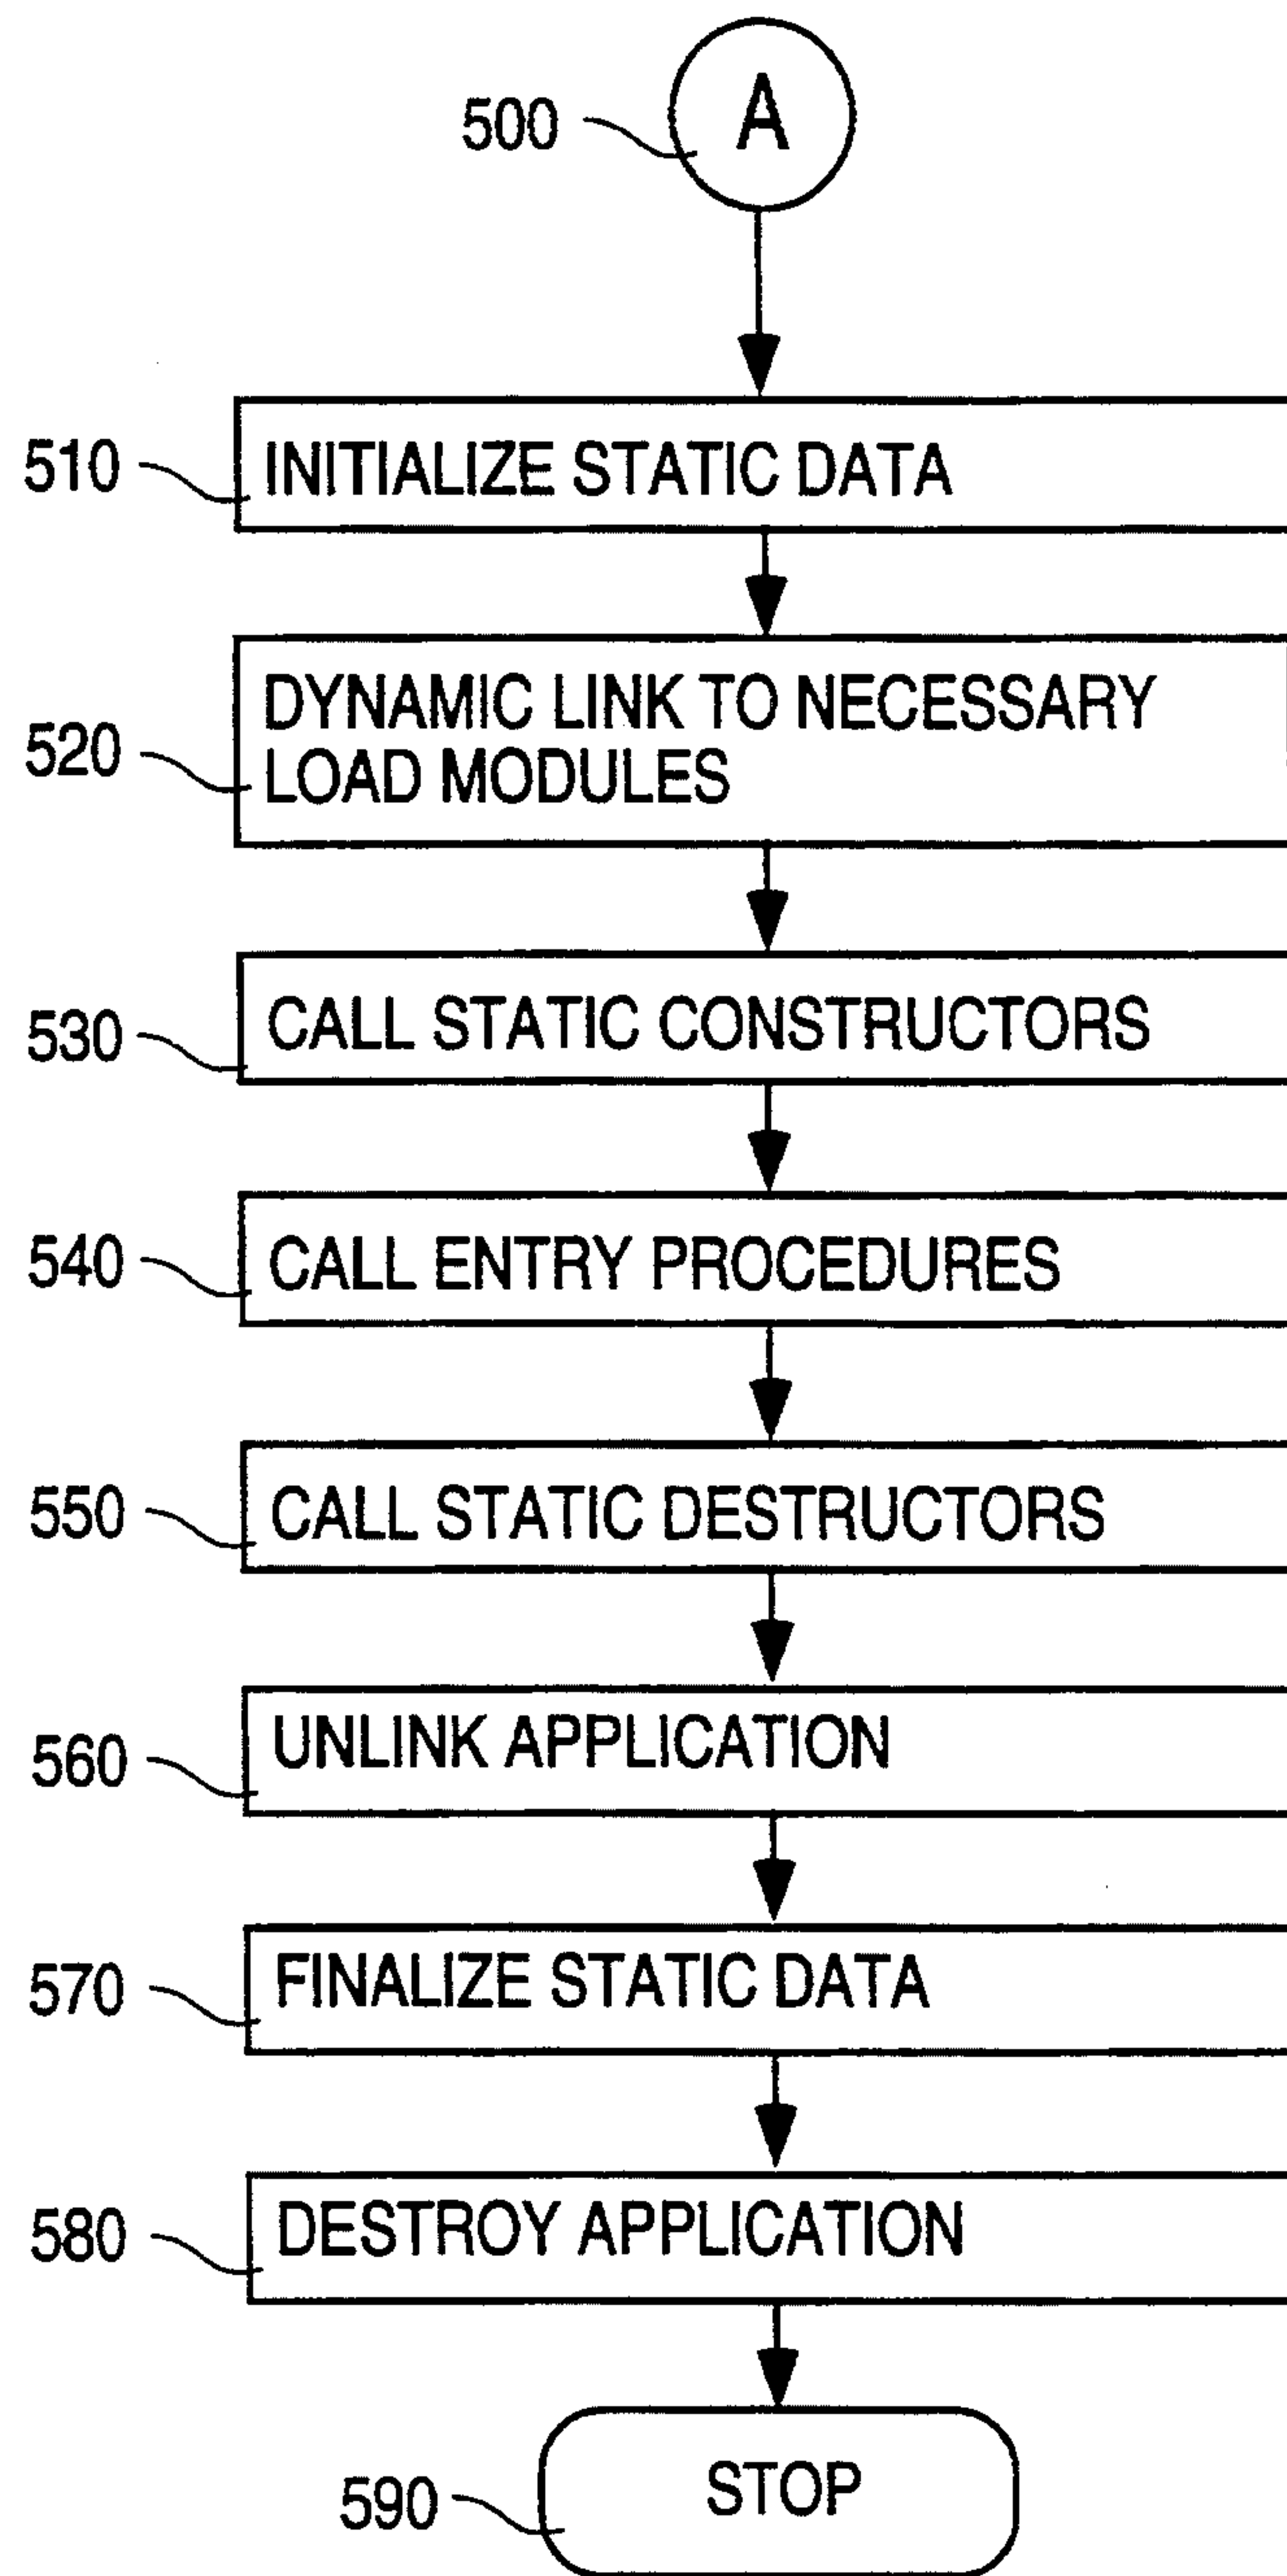 500
A
510
INITIALIZE STATIC DATA
520
DYNAMIC LINK TO NECESSARY
LOAD MODULES
530
CALL STATIC CONSTRUCTORS
540
CALL ENTRY PROCEDURES
550
CALL STATIC DESTRUCTORS
560
UNLINK APPLICATION
570
FINALIZE STATIC DATA
580
DESTROY APPLICATION
590
STOP